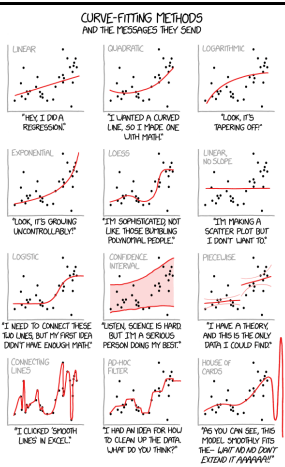 CURVE-FITTING METHODS
AND THE MESSAGES THEY SEND
LINEAR
"HEY, I DID A
REGRESSION."
QUADRATIC
"I WANTED A CURVED
LINE, SO I MADE ONE
WITH MATH."
LOGARITHMIC
"LOOK, IT'S
TAPERING OFF!"
EXPONENTIAL
"LOOK, IT'S GROWING
UNCONTROLLABLY!"
LOESS
"I'M SOPHISTICATED, NOT
LIKE THOSE BUMBLING
POLYNOMIAL PEOPLE."
LINEAR,
NO SLOPE
"I'M MAKING A
SCATTER PLOT BUT
I DON'T WANT TO."
LOGISTIC
"I NEED TO CONNECT THESE
TWO LINES, BUT MY FIRST IDEA
DIDN'T HAVE ENOUGH MATH."
CONFIDENCE
INTERVAL
"LISTEN, SCIENCE IS HARD.
BUT I'M A SERIOUS
PERSON DOING MY BEST."
PIECEWISE
"I HAVE A THEORY,
AND THIS IS THE ONLY
DATA I COULD FIND."
CONNECTING
LINES
"I CLICKED 'SMOOTH
LINES' IN EXCEL."
AD-HOC
FILTER
"I HAD AN IDEA FOR HOW
TO CLEAN UP THE DATA.
WHAT DO YOU THINK?"
HOUSE OF
CARDS
"AS YOU CAN SEE, THIS
MODEL SMOOTHLY FITS
THE- WAIT NO NO DON'T
EXTEND IT AAAAAA!!"